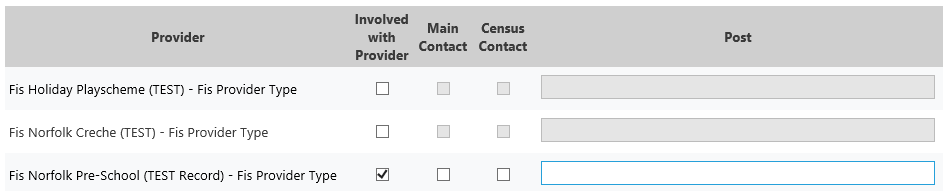 Provider
Involved with Provider
Main Contact
Census Contact
Post
Fis Holiday Playscheme (TEST) - Fis Provider Type
Fis Norfolk Creche (TEST) - Fis Provider Type
Fis Norfolk Pre-School (TEST Record) - Fis Provider Type